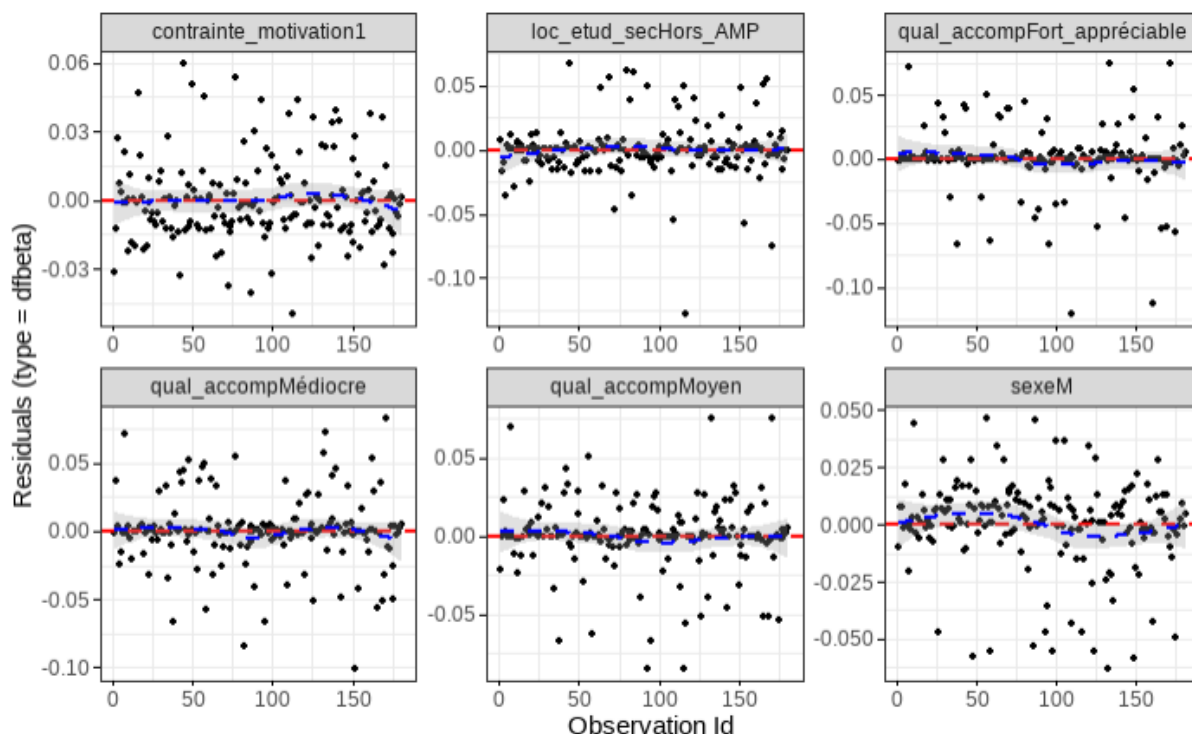 contrainte_motivation1
loc_etud_secHors_AMP
qual_accompFort_appréciable
0.06
0.03
0.00
-0.03
0.05
0.00
-0.05
-0.10
0.05
0.00
-0.05
-0.10
0 50 100 150
0 50 100 150
0 50 100 150
Residuals (type = dfbeta)
qual_accompMédiocre
qual_accompMoyen
sexeM
0.05
0.00
-0.05
-0.10
0.05
0.00
-0.05
0.050
0.025
0.000
-0.025
-0.050
0 50 100 150
0 50 100 150
0 50 100 150
Observation Id